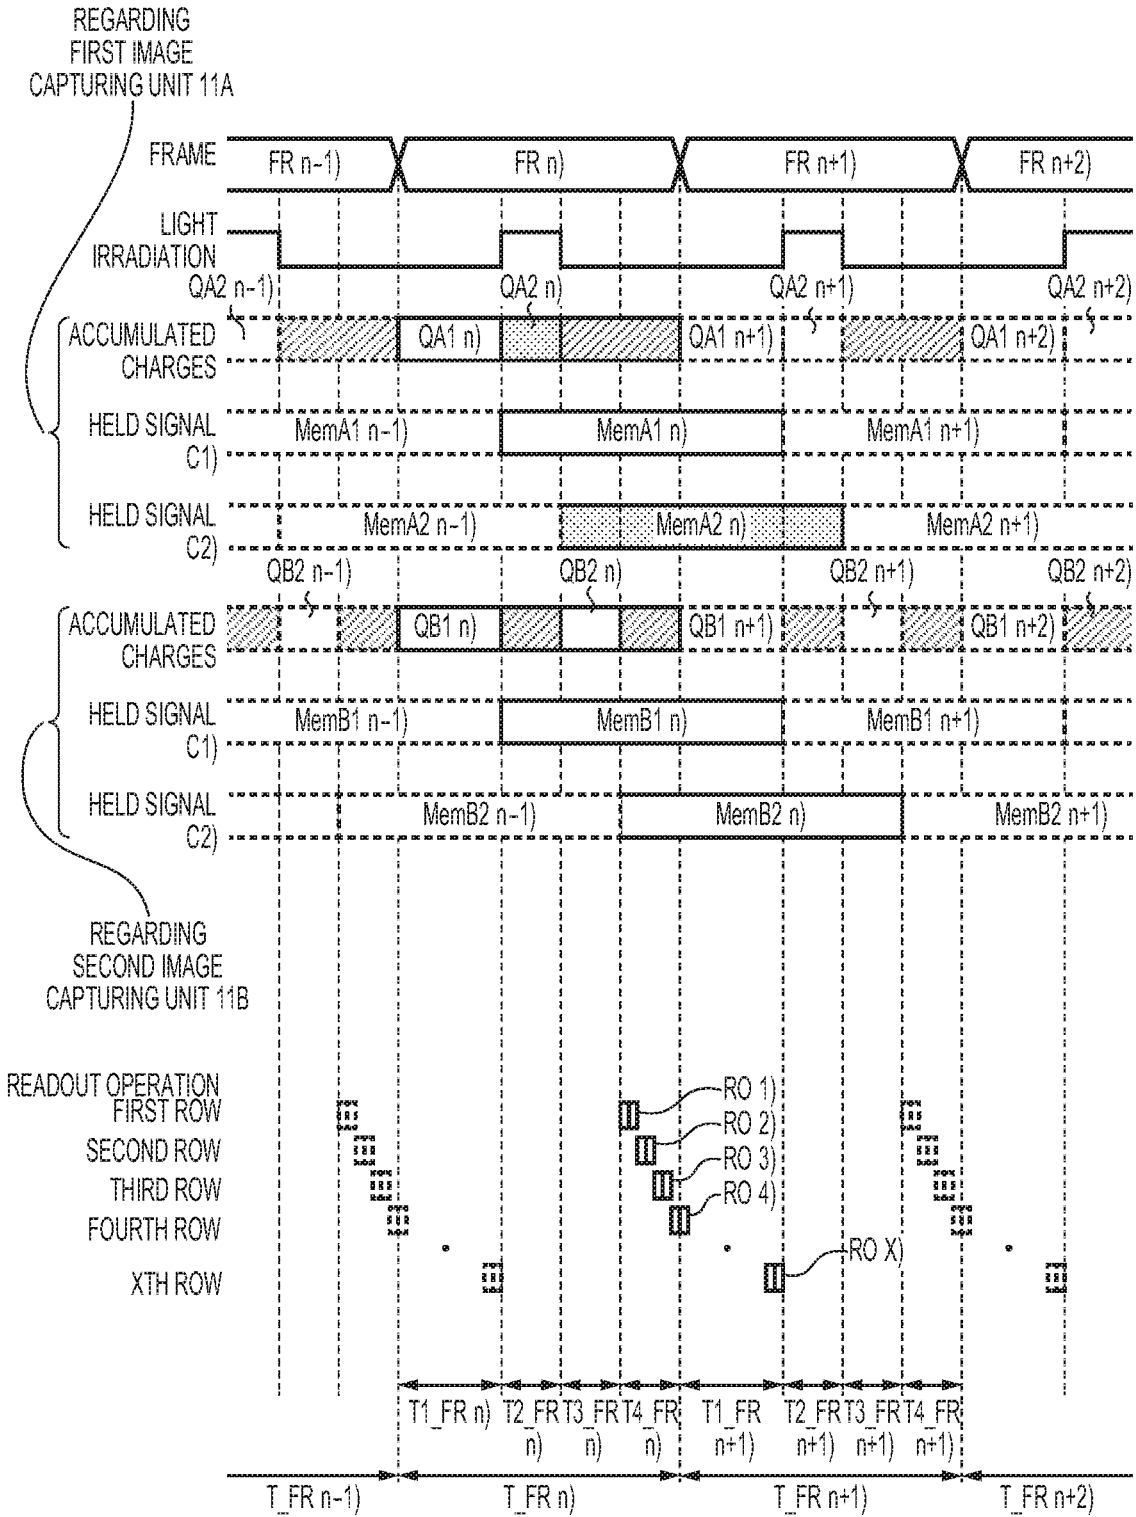 REGARDING
FIRST IMAGE
CAPTURING UNIT 11A
FRAME
FR n−1)
FR n)
FR n+1)
FR n+2)
LIGHT
IRRADIATION
QA2 n−1)
QA2 n)
QA2 n+1)
QA2 n+2)
ACCUMULATED
CHARGES
QA1 n)
QA1 n+1)
QA1 n+2)
HELD SIGNAL
C1)
MemA1 n−1)
MemA1 n)
MemA1 n+1)
HELD SIGNAL
C2)
MemA2 n−1)
MemA2 n)
MemA2 n+1)
QB2 n−1)
QB2 n)
QB2 n+1)
QB2 n+2)
ACCUMULATED
CHARGES
QB1 n)
QB1 n+1)
QB1 n+2)
HELD SIGNAL
C1)
MemB1 n−1)
MemB1 n)
MemB1 n+1)
HELD SIGNAL
C2)
MemB2 n−1)
MemB2 n)
MemB2 n+1)
REGARDING
SECOND IMAGE
CAPTURING UNIT 11B
READOUT OPERATION
FIRST ROW
RO 1)
SECOND ROW
RO 2)
THIRD ROW
RO 3)
FOURTH ROW
RO 4)
XTH ROW
RO X)
T1_FR n)
T2_FR
n)
T3_FR
n)
T4_FR
n)
T1_FR
n+1)
T2_FR
n+1)
T3_FR
n+1)
T4_FR
n+1)
T_FR n−1)
T_FR n)
T_FR n+1)
T_FR n+2)